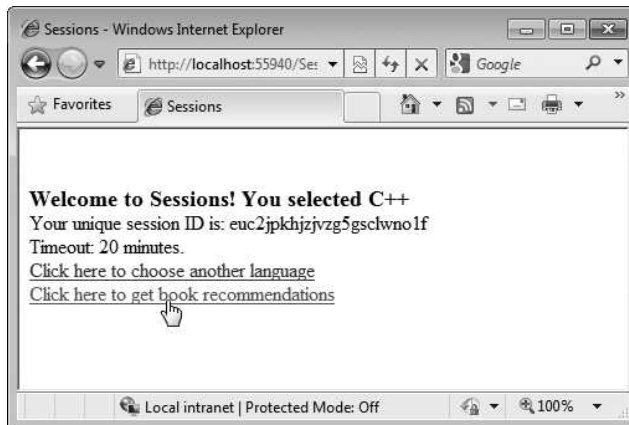 Sessions - Windows Internet Explorer
http://localhost:55940/Ses
Google
Favorites
Sessions
Welcome to Sessions! You selected C++
Your unique session ID is: euc2jpkhjzjvzg5gsclwno1f
Timeout: 20 minutes.
Click here to choose another language
Click here to get book recommendations
Local intranet | Protected Mode: Off
100%